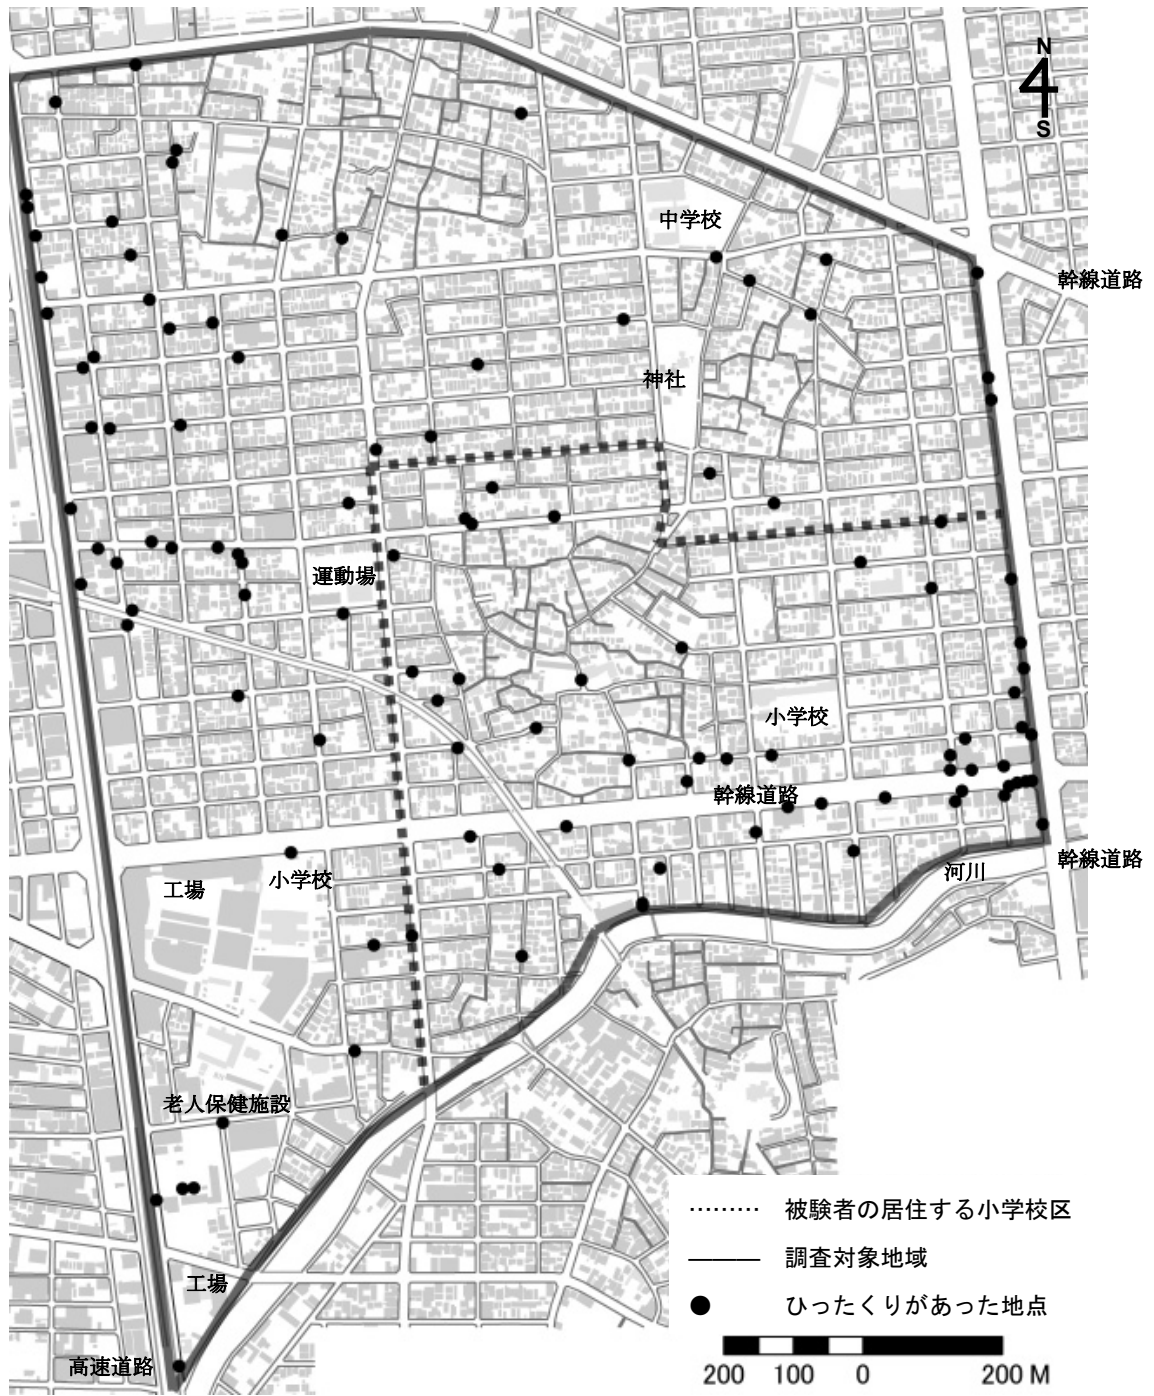 N
S
中学校
幹線道路
神社
運動場
小学校
幹線道路
幹線道路
河川
小学校
工場
老人保健施設
工場
高速道路
被験者の居住する小学校区
調査対象地域
ひったくりがあった地点
200 100 0 200 M